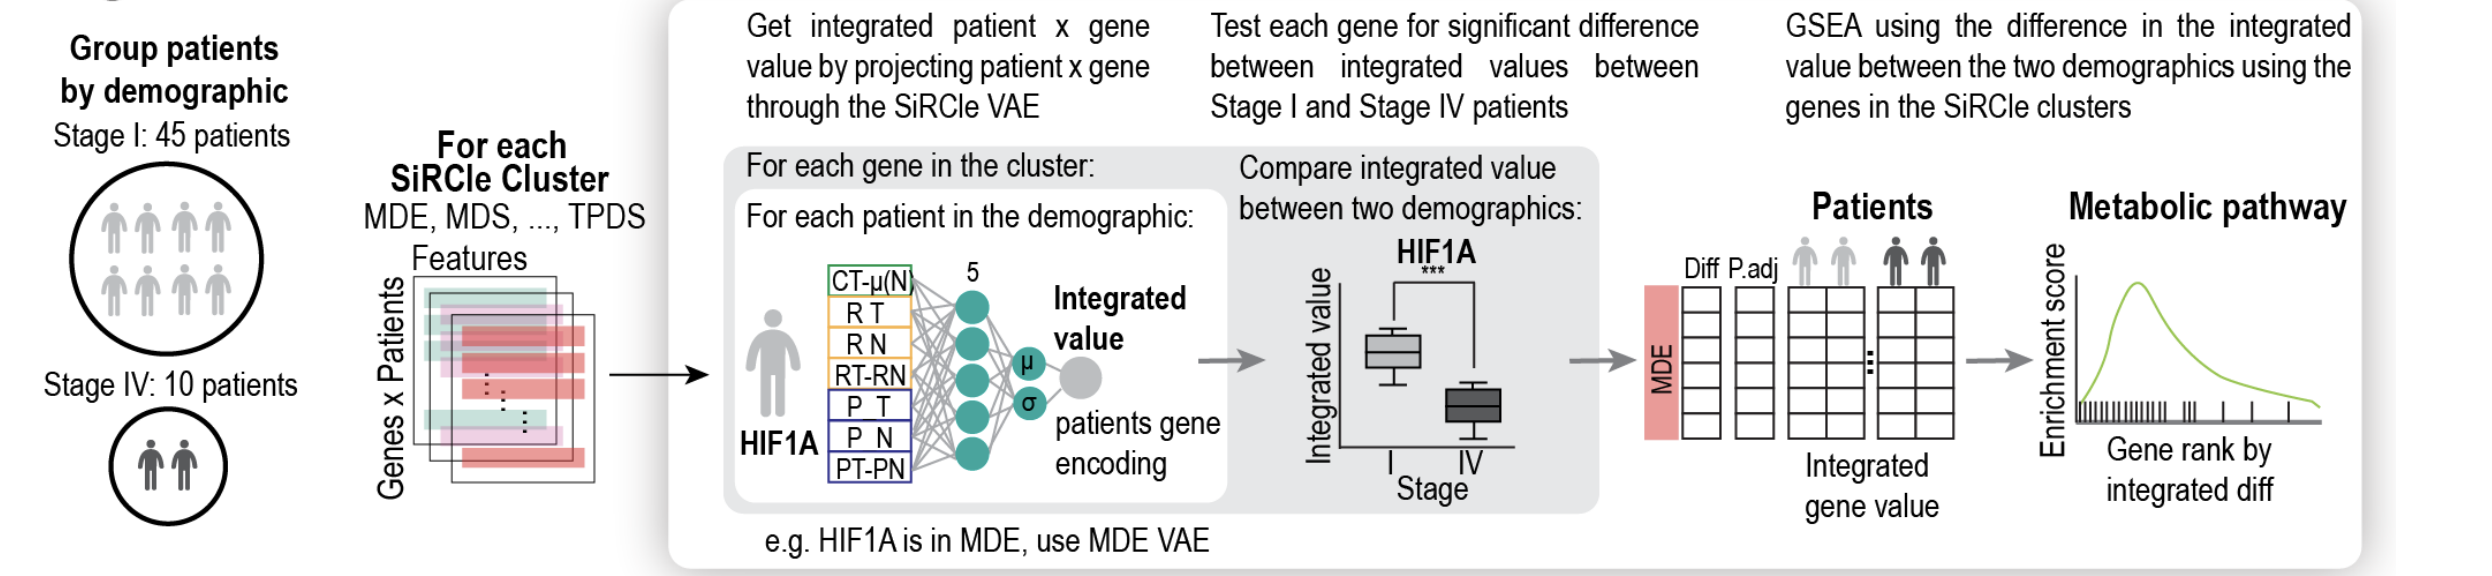 Group patients
by demographic
Stage I: 45 patients
Stage IV: 10 patients
For each
SiRCle Cluster
MDE, MDS, ..., TPDS
Features
Genes x Patients
Get integrated patient x gene
value by projecting patient x gene
through the SiRCle VAE
For each gene in the cluster:
For each patient in the demographic:
HIF1A
CT-μ(N)
R T
R N
RT-RN
P T
P N
PT-PN
5
μ
σ
Integrated
value
patients gene
encoding
e.g. HIF1A is in MDE, use MDE VAE
Test each gene for significant difference
between integrated values between
Stage I and Stage IV patients
Compare integrated value
between two demographics:
HIF1A
***
Integrated value
I IV
Stage
GSEA using the difference in the integrated
value between the two demographics using the
genes in the SiRCle clusters
Patients
Diff P.adj
MDE
Integrated
gene value
Metabolic pathway
Enrichment score
Gene rank by
integrated diff